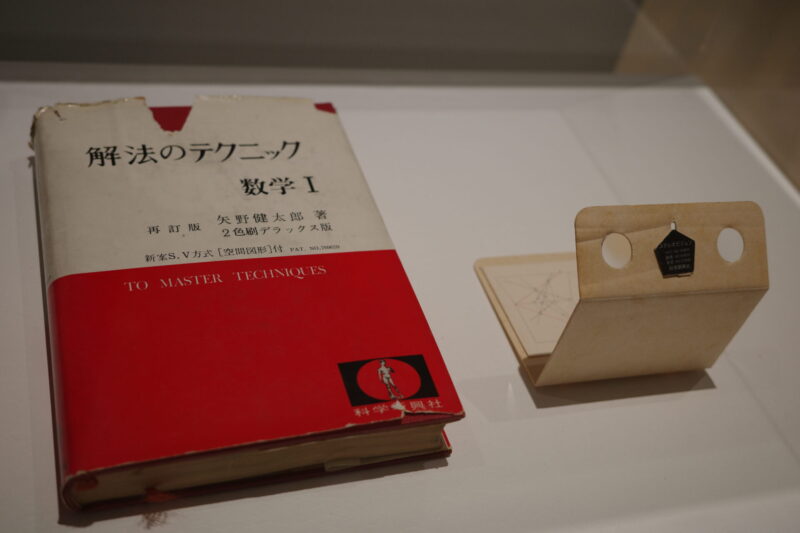 解法のテクニック
数学 I
再訂版 矢野健太郎 著
2色刷デラックス版
新案S.V方式 [空間図形] 付 PAT. NO.
TO MASTER TECHNIQUES
科学 興社